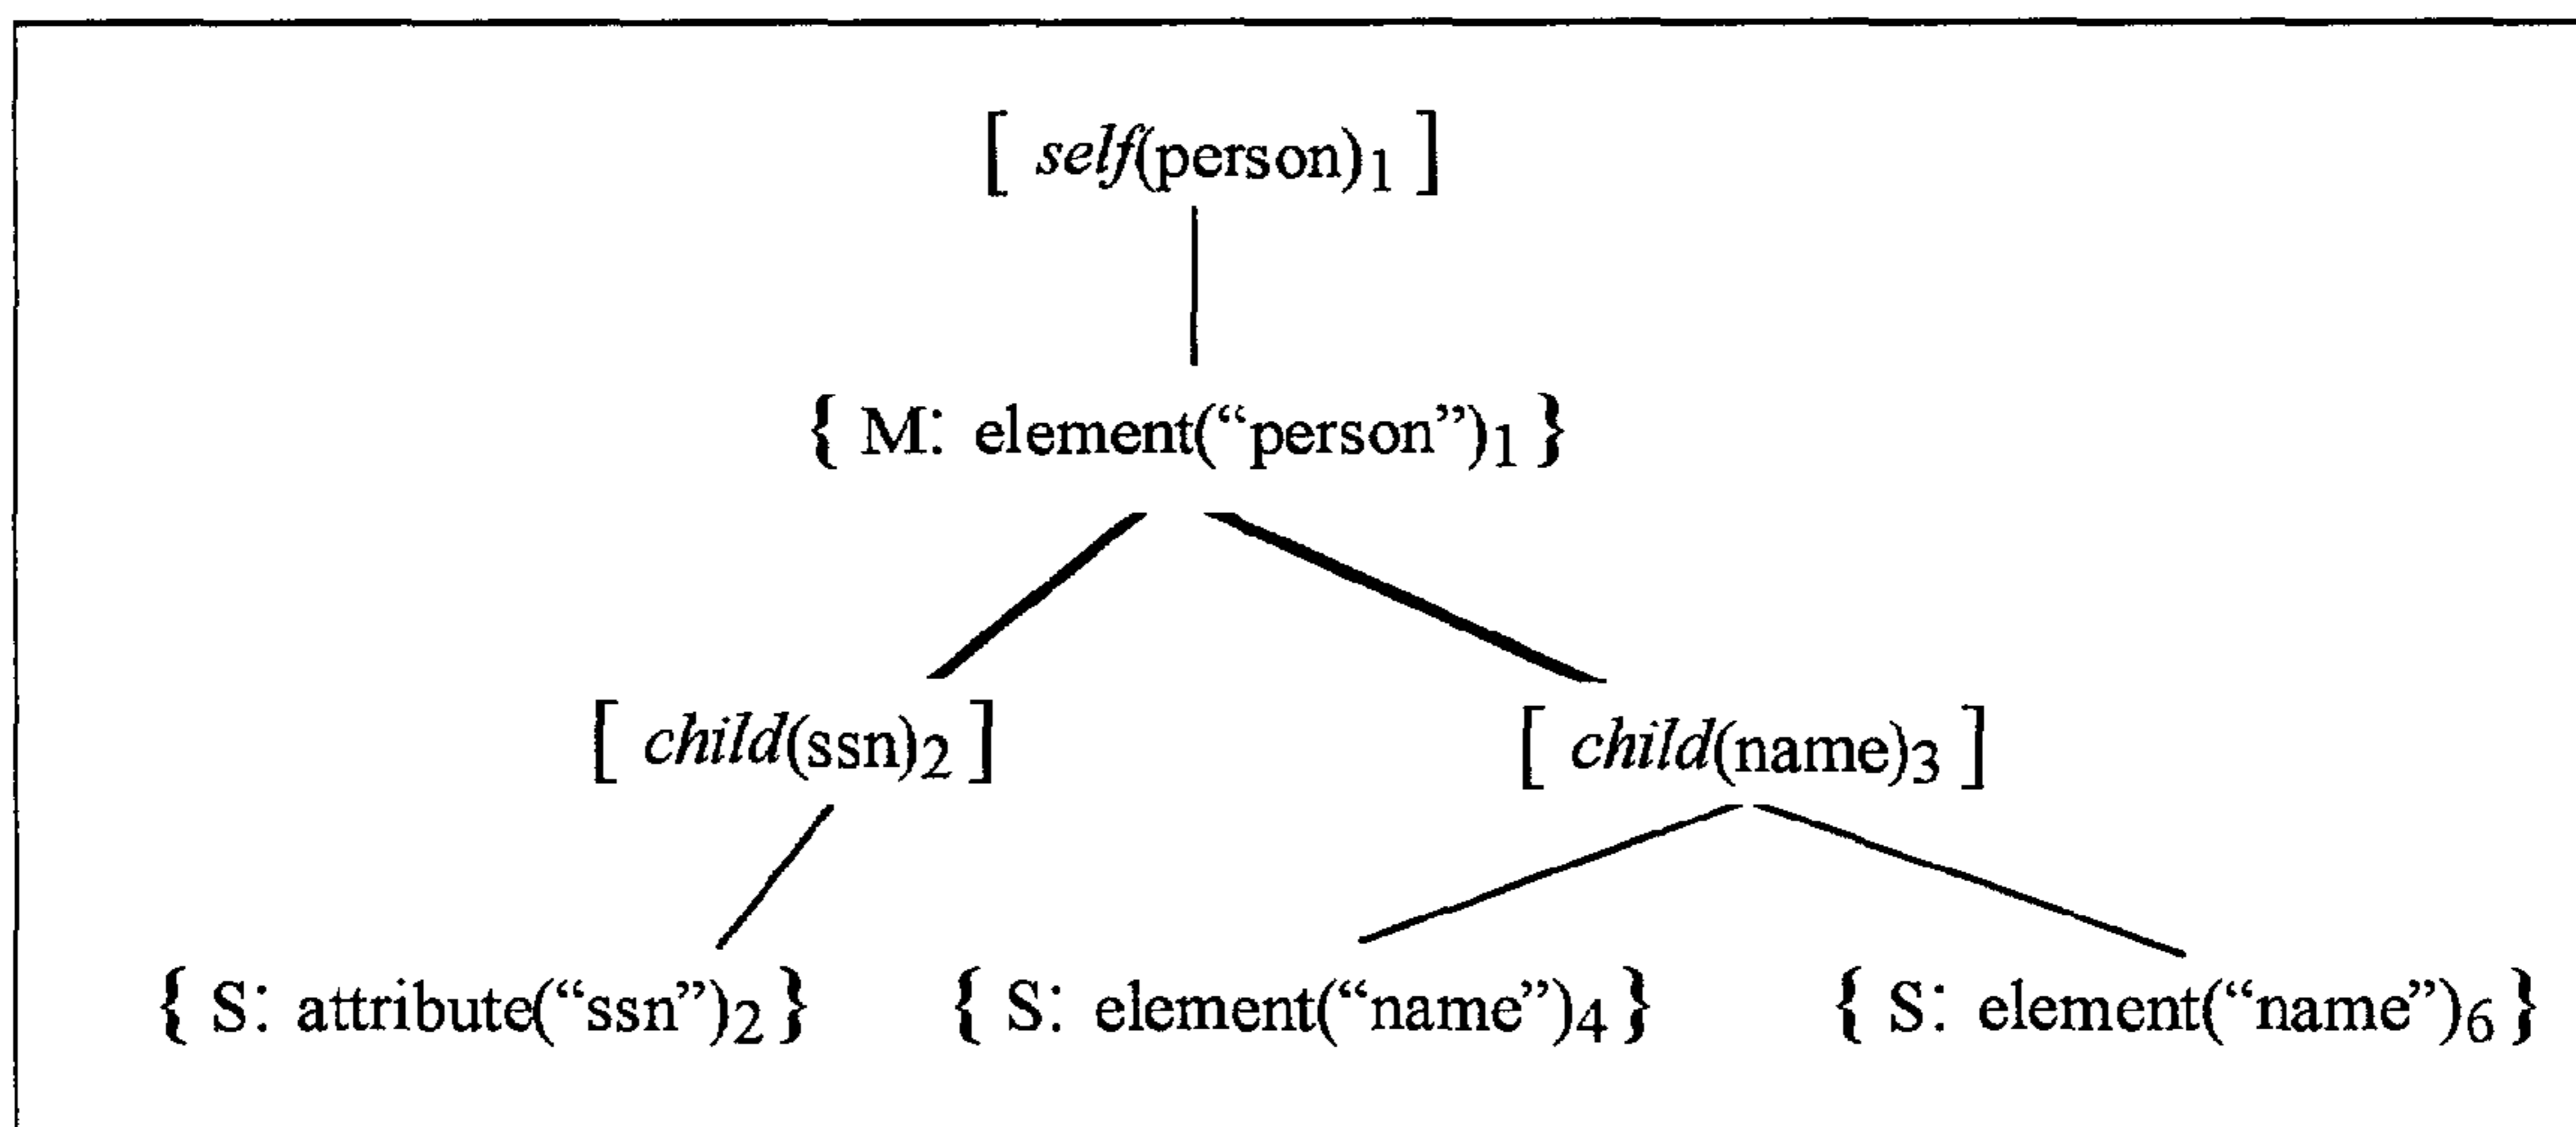 [ self(person)1 ]
{ M: element(“person”)1 }
[ child(ssn)2 ] [ child(name)3 ]
{ S: attribute(“ssn”)2 } { S: element(“name”)4 } { S: element(“name”)6 }